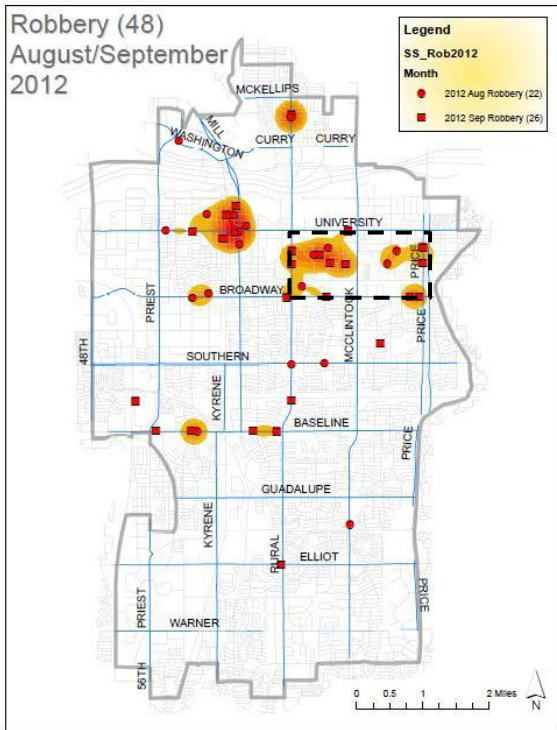 Robbery (48)
August/September
2012
Legend
SS_Rob2012
Month
2012 Aug Robbery (22)
2012 Sep Robbery (26)
MCKELLIPS
MILL
WASHINGTON
CURRY CURRY
UNIVERSITY
PRICE
BROADWAY
PRIEST
MCCLINTOCK
PRICE
48TH
SOUTHERN
KYRENE
BASELINE
PRICE
GUADALUPE
KYRENE
RURAL
ELLIOT
PRIEST
PRICE
WARNER
56TH
0 0.5 1 2 Miles
N